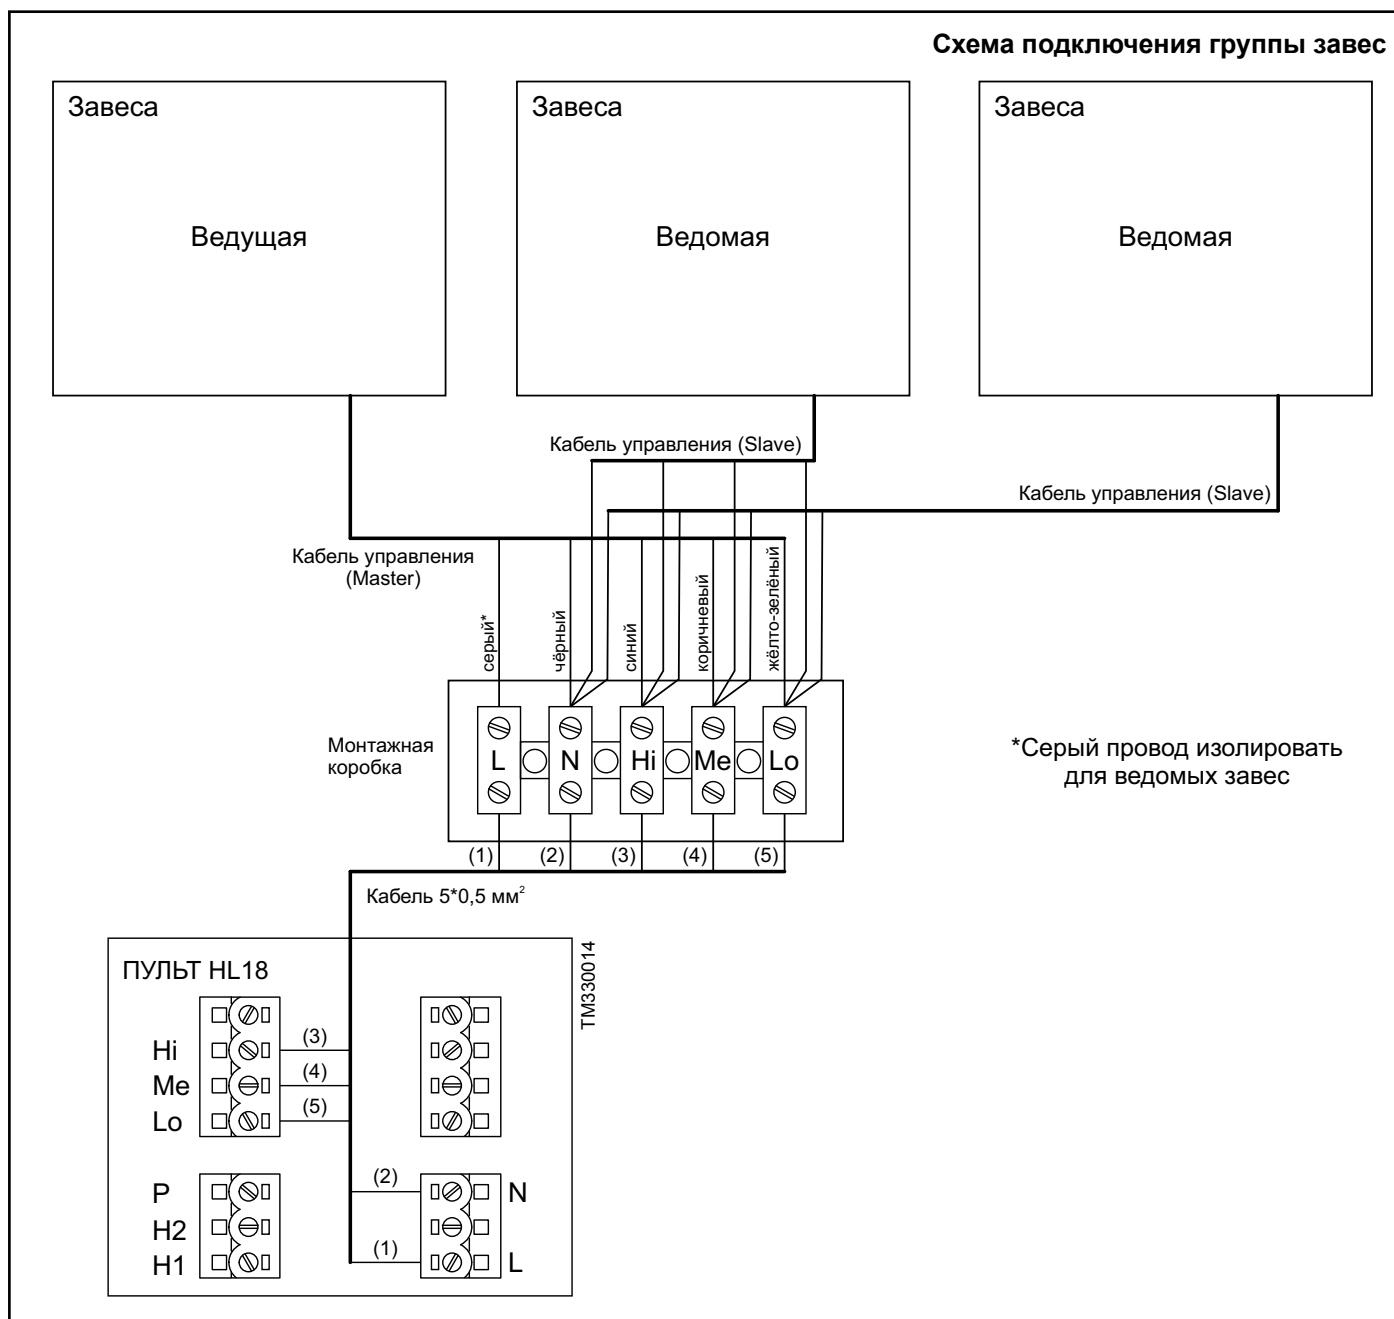 Схема подключения группы завес
Завеса
Завеса
Завеса
Ведущая
Ведомая
Ведомая
Кабель управления (Slave)
Кабель управления (Slave)
Кабель управления
(Master)
серый*
чёрный
синий
коричневый
жёлто-зелёный
Монтажная
коробка
L
N
Hi
Me
Lo
*Серый провод изолировать
для ведомых завес
(1)
(2)
(3)
(4)
(5)
Кабель 5*0,5 мм²
ПУЛЬТ HL18
TM330014
Hi
(3)
Me
(4)
Lo
(5)
P
(2)
N
H2
H1
(1)
L